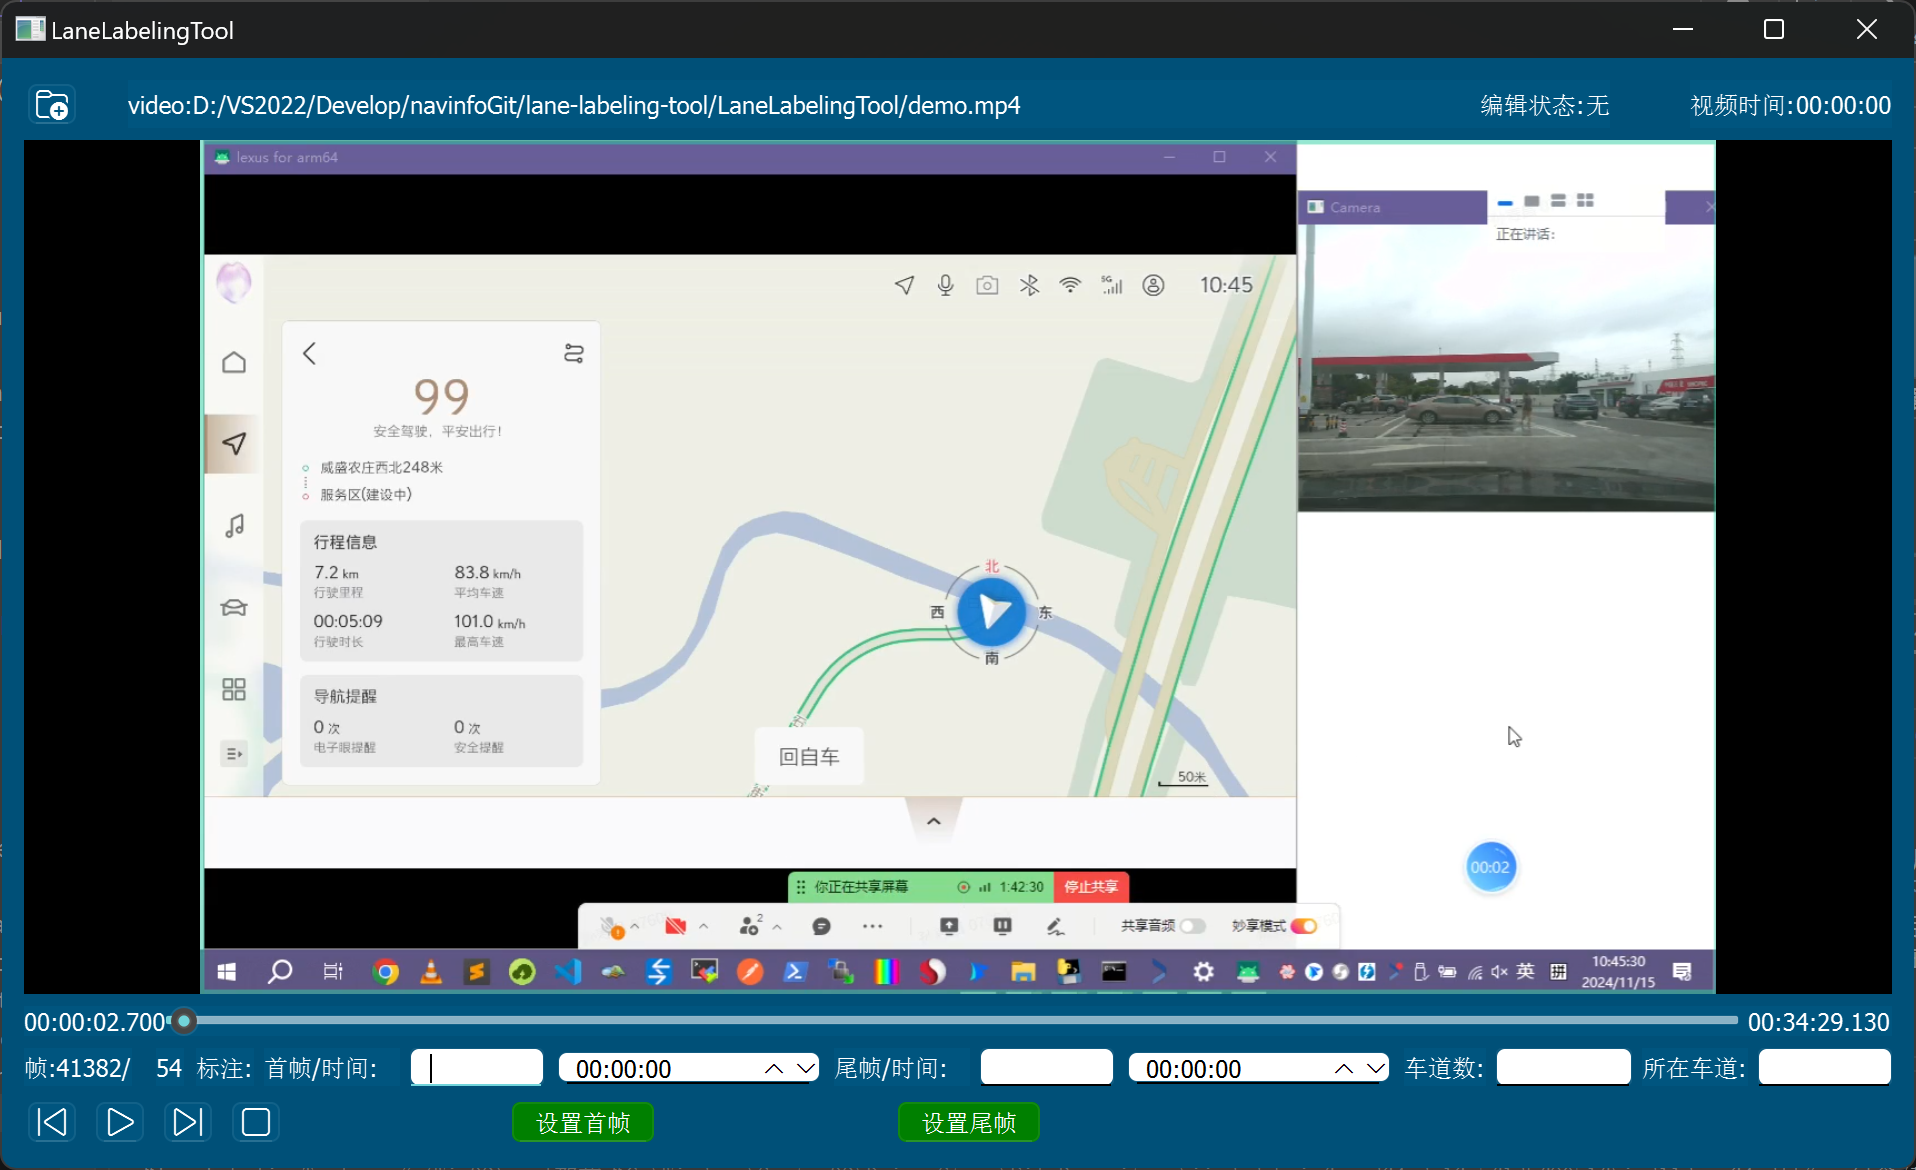 LaneLabelingTool
video:D:/VS2022/Develop/navinfoGit/lane-labeling-tool/LaneLabelingTool/demo.mp4
编辑状态:无
视频时间:00:00:00
lexus for arm64
Camera
正在讲话:
5G
10:45
99
安全驾驶，平安出行！
威盛农庄西北248米
服务区(建设中)
行程信息
7.2 km 83.8 km/h
行驶里程 平均车速
00:05:09 101.0 km/h
行驶时长 最高车速
导航提醒
0 次 0 次
电子眼提醒 安全提醒
北
西 东
南
回自车
50米
00:02
你正在共享屏幕 1:42:30 停止共享
2
共享音频 妙享模式
英 拼
10:45:30
2024/11/15
00:00:02.700 00:34:29.130
帧:41382/ 54 标注: 首帧/时间: 00:00:00 尾帧/时间: 00:00:00 车道数: 所在车道:
设置首帧 设置尾帧